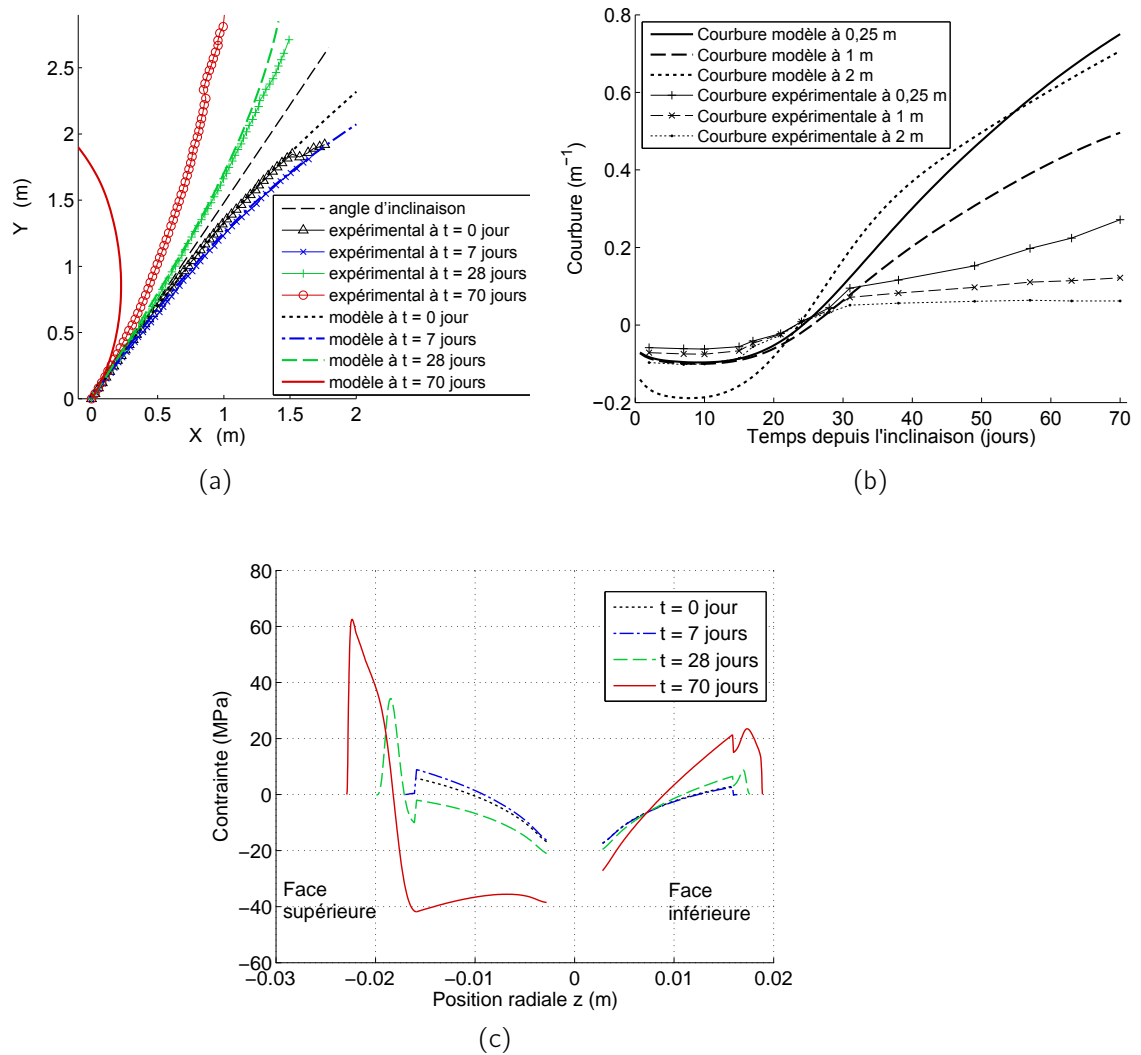 2.5
2
1.5
1
0.5
0
0
0.5
1
1.5
2
Y (m)
X (m)
angle d'inclinaison
expérimental à t = 0 jour
expérimental à t = 7 jours
expérimental à t = 28 jours
expérimental à t = 70 jours
modèle à t = 0 jour
modèle à t = 7 jours
modèle à t = 28 jours
modèle à t = 70 jours
(a)
0.8
0.6
0.4
0.2
0
−0.2
0
10
20
30
40
50
60
70
Courbure (m⁻¹)
Temps depuis l'inclinaison (jours)
Courbure modèle à 0,25 m
Courbure modèle à 1 m
Courbure modèle à 2 m
Courbure expérimentale à 0,25 m
Courbure expérimentale à 1 m
Courbure expérimentale à 2 m
(b)
80
60
40
20
0
−20
−40
−60
−0.03
−0.02
−0.01
0
0.01
0.02
Contrainte (MPa)
Position radiale z (m)
t = 0 jour
t = 7 jours
t = 28 jours
t = 70 jours
Face
supérieure
Face
inférieure
(c)